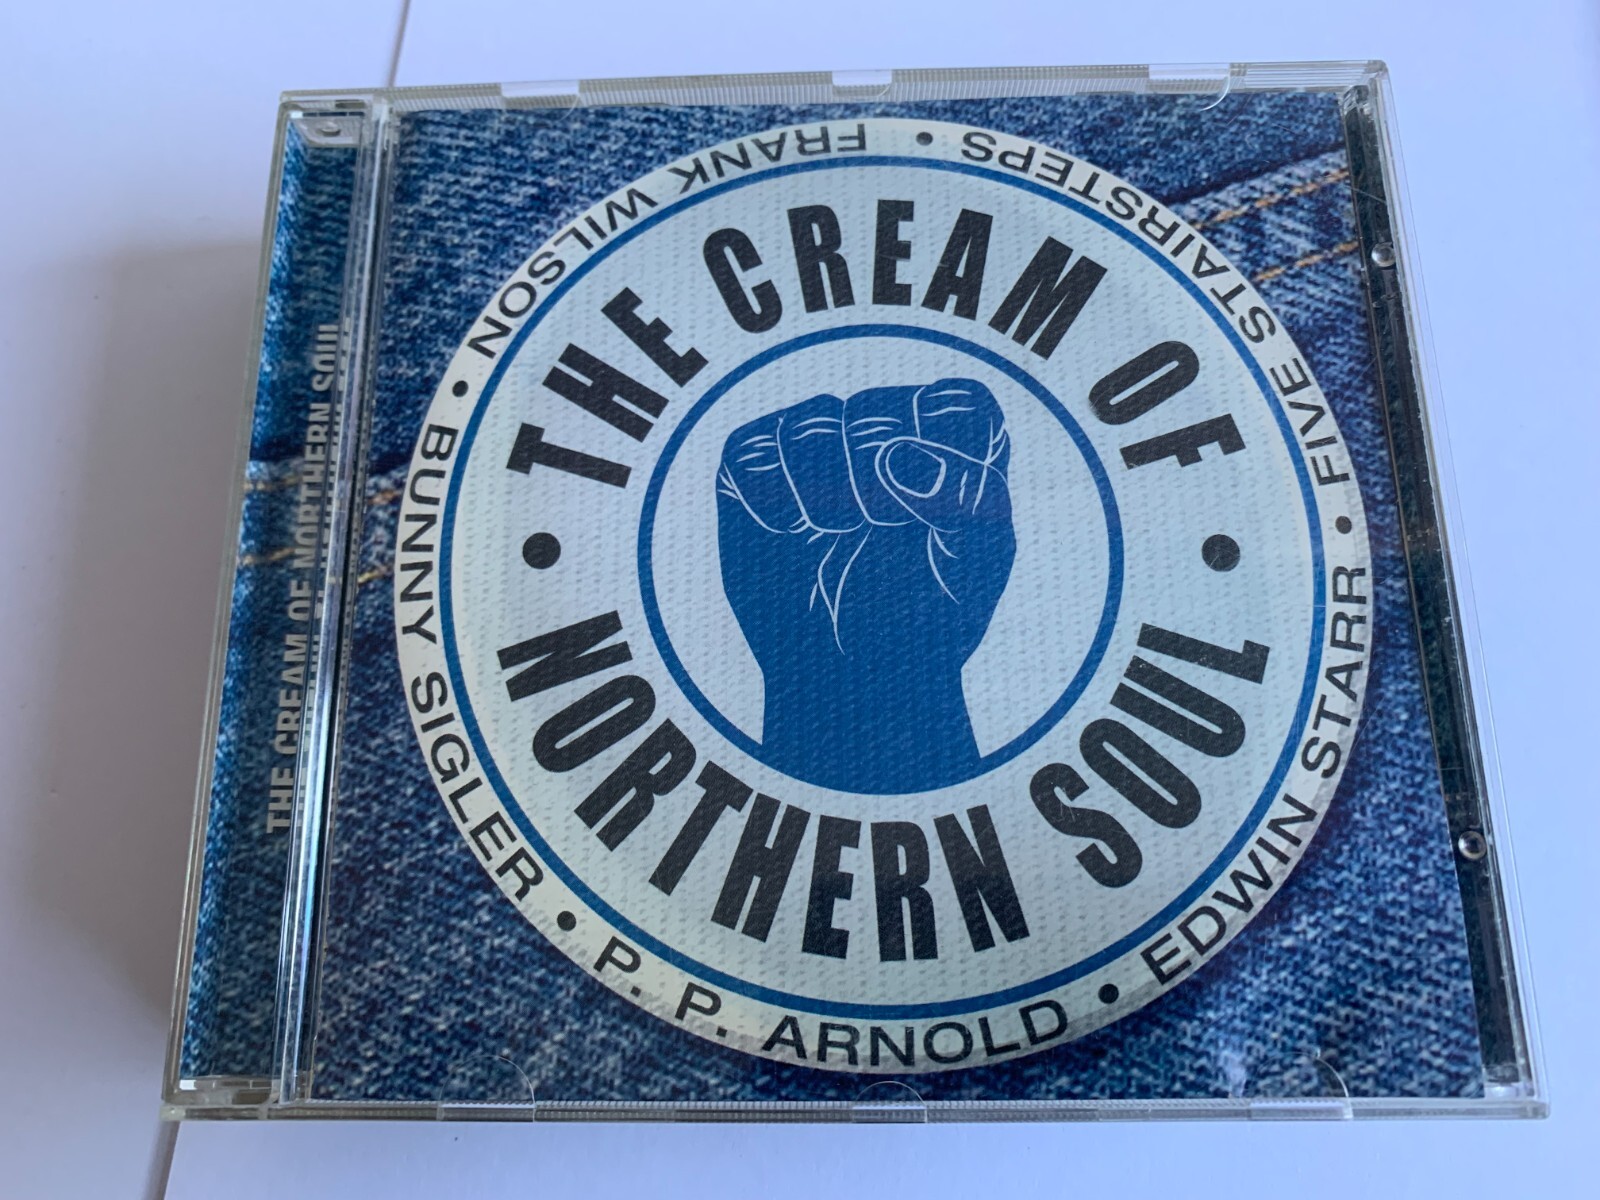 THE CREAM OF
• NORTHERN SOUL •
FRANK WILSON • BUNNY SIGLER • P. P. ARNOLD • EDWIN STARR • FIVE STAIRSTEPS •
THE CREAM OF NORTHERN SOUL